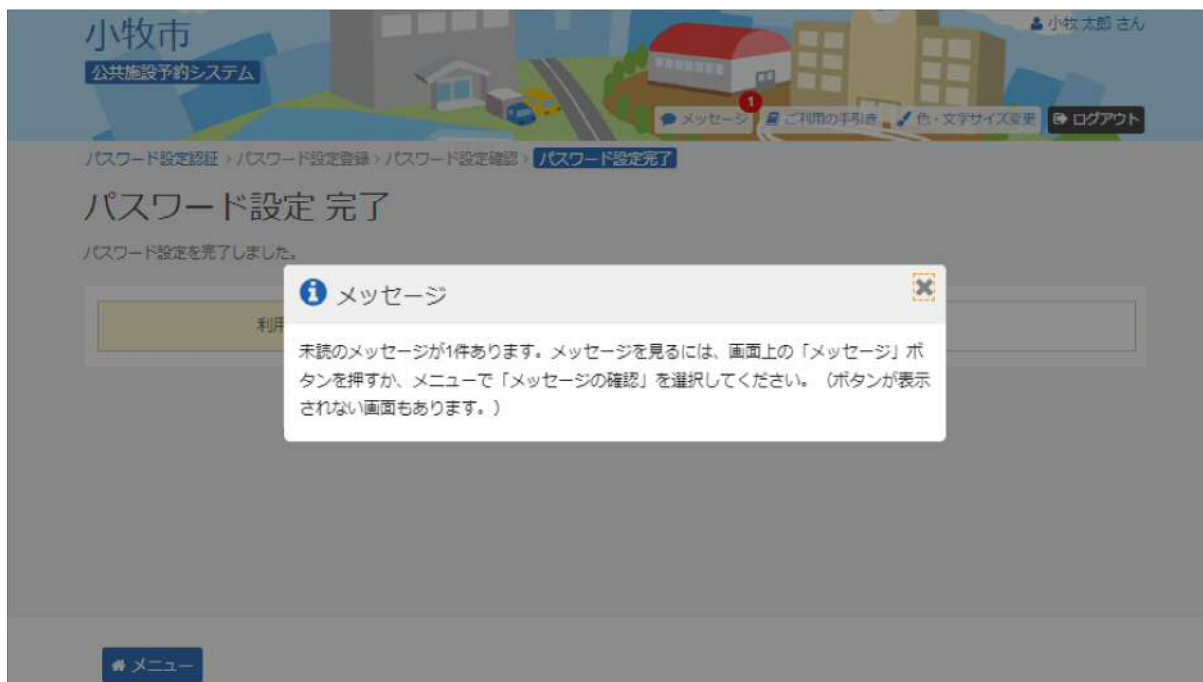 小牧市
小牧 太郎 さん
公共施設予約システム
1
メッセージ
ご利用の手引き
色・文字サイズ変更
ログアウト
パスワード設定認証 › パスワード設定登録 › パスワード設定確認 › パスワード設定完了
パスワード設定 完了
パスワード設定を完了しました。
メッセージ
利用
未読のメッセージが1件あります。メッセージを見るには、画面上の「メッセージ」ボ
タンを押すか、メニューで「メッセージの確認」を選択してください。（ボタンが表示
されない画面もあります。）
メニュー